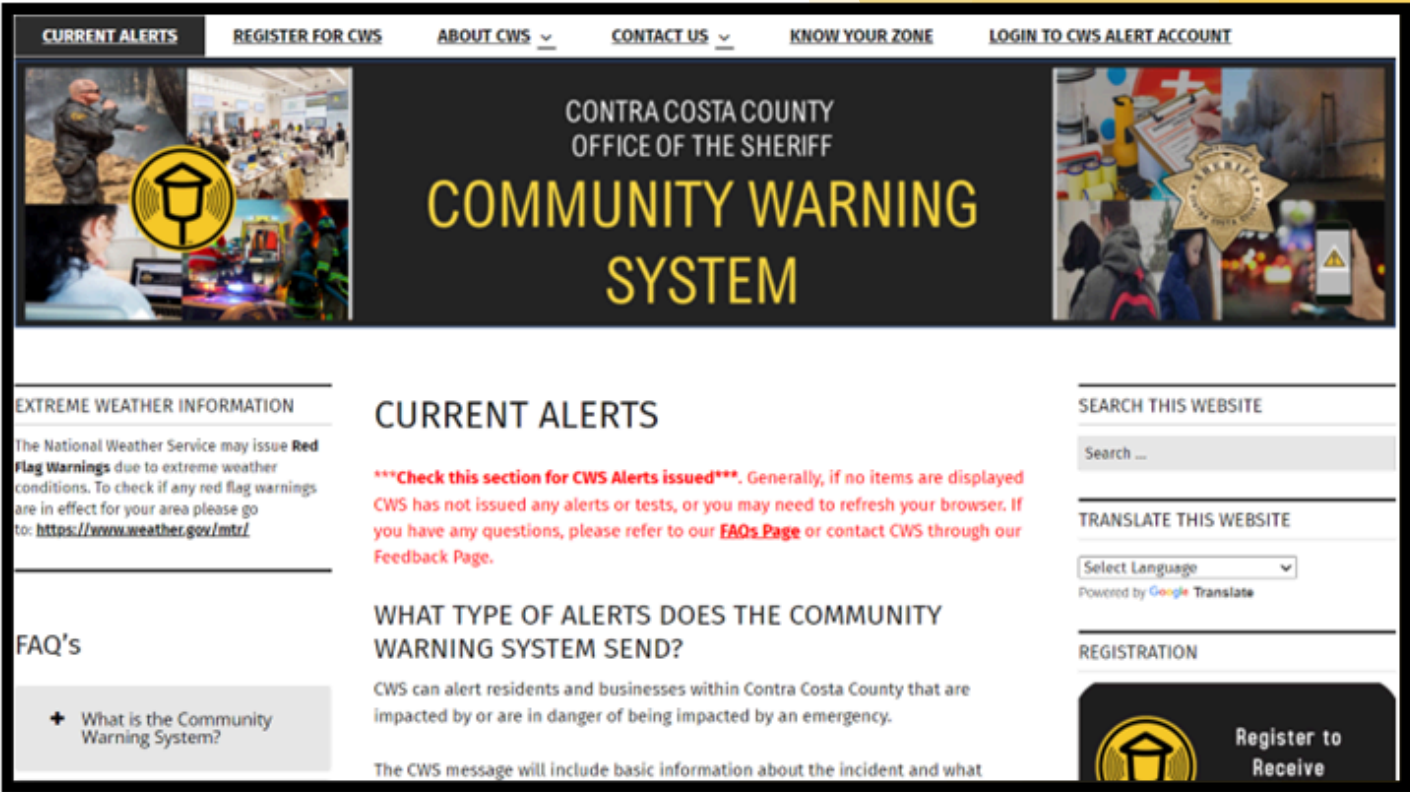 CURRENT ALERTS
REGISTER FOR CWS
ABOUT CWS
CONTACT US
KNOW YOUR ZONE
LOGIN TO CWS ALERT ACCOUNT
CONTRA COSTA COUNTY
OFFICE OF THE SHERIFF
COMMUNITY WARNING
SYSTEM
SHERIFF
EXTREME WEATHER INFORMATION
The National Weather Service may issue Red
Flag Warnings due to extreme weather
conditions. To check if any red flag warnings
are in effect for your area please go
to: https://www.weather.gov/mtr/
FAQ's
+ What is the Community
Warning System?
CURRENT ALERTS
***Check this section for CWS Alerts issued***. Generally, if no items are displayed
CWS has not issued any alerts or tests, or you may need to refresh your browser. If
you have any questions, please refer to our FAQs Page or contact CWS through our
Feedback Page.
WHAT TYPE OF ALERTS DOES THE COMMUNITY
WARNING SYSTEM SEND?
CWS can alert residents and businesses within Contra Costa County that are
impacted by or are in danger of being impacted by an emergency.
The CWS message will include basic information about the incident and what
SEARCH THIS WEBSITE
Search ...
TRANSLATE THIS WEBSITE
Select Language
Powered by Google Translate
REGISTRATION
Register to
Receive